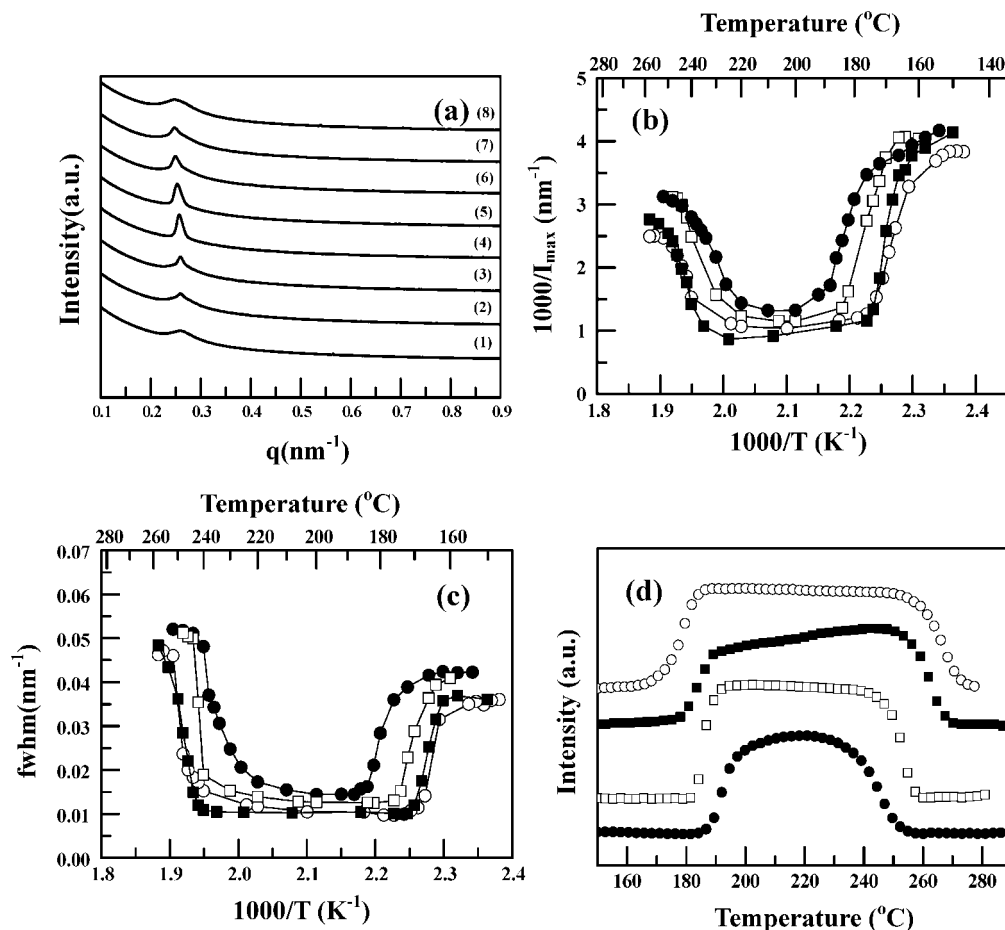 (a)
(8)
(7)
(6)
(5)
(4)
(3)
(2)
(1)
Intensity(a.u.)
0.1 0.2 0.3 0.4 0.5 0.6 0.7 0.8 0.9
q(nm⁻¹)
Temperature (°C)
280 260 240 220 200 180 160 140
(b)
5
4
3
2
1
0
1000/Imax (nm⁻¹)
1.8 1.9 2.0 2.1 2.2 2.3 2.4
1000/T (K⁻¹)
Temperature (°C)
280 260 240 220 200 180 160
(c)
0.07
0.06
0.05
0.04
0.03
0.02
0.01
0.00
fwhm(nm⁻¹)
1.8 1.9 2.0 2.1 2.2 2.3 2.4
1000/T (K⁻¹)
(d)
Intensity (a.u.)
160 180 200 220 240 260 280
Temperature (°C)